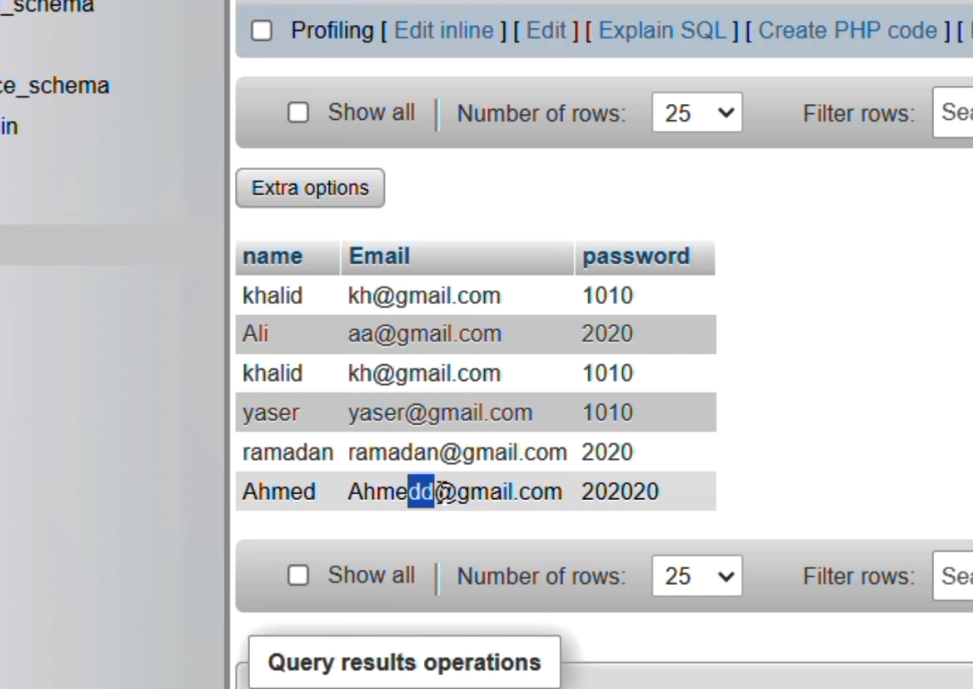 _schema
ce_schema
in
Profiling [ Edit inline ] [ Edit ] [ Explain SQL ] [ Create PHP code ] [
Show all Number of rows: 25 Filter rows:
Extra options
name Email password
khalid kh@gmail.com 1010
Ali aa@gmail.com 2020
khalid kh@gmail.com 1010
yaser yaser@gmail.com 1010
ramadan ramadan@gmail.com 2020
Ahmed Ahmedd@gmail.com 202020
Show all Number of rows: 25 Filter rows:
Query results operations